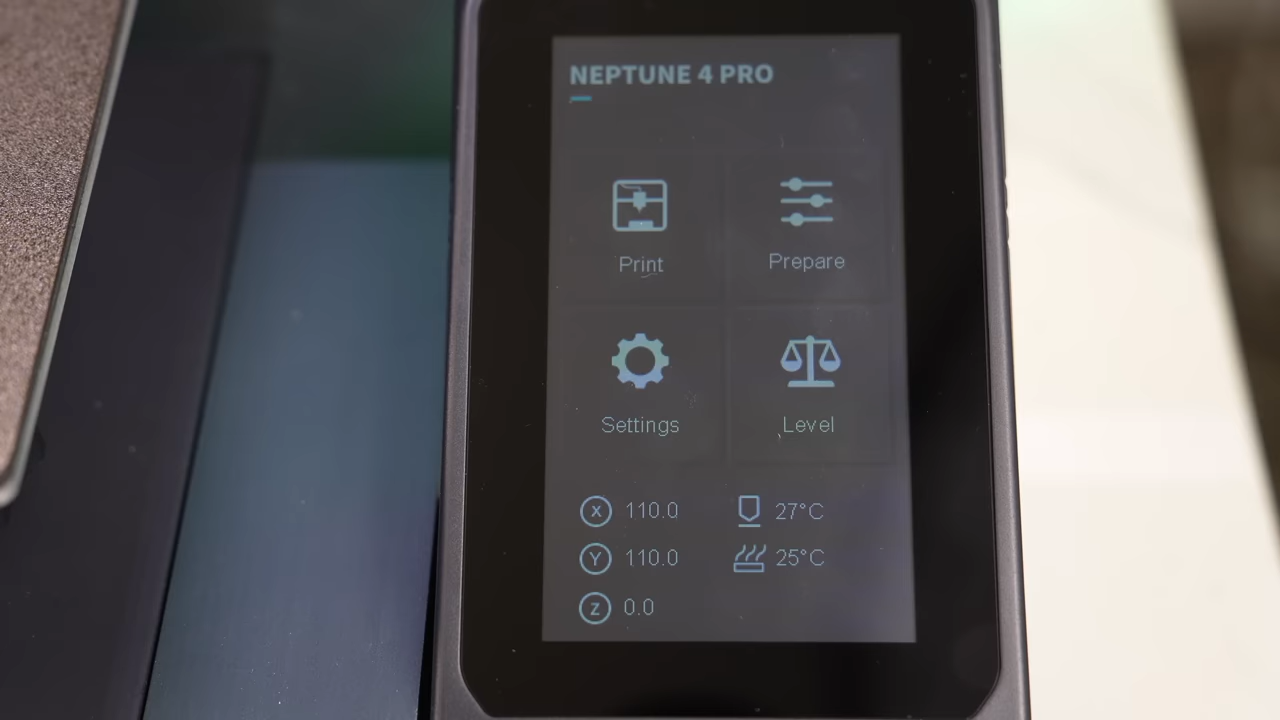 NEPTUNE 4 PRO
Print
Prepare
Settings
Level
X 110.0
27°C
Y 110.0
25°C
Z 0.0